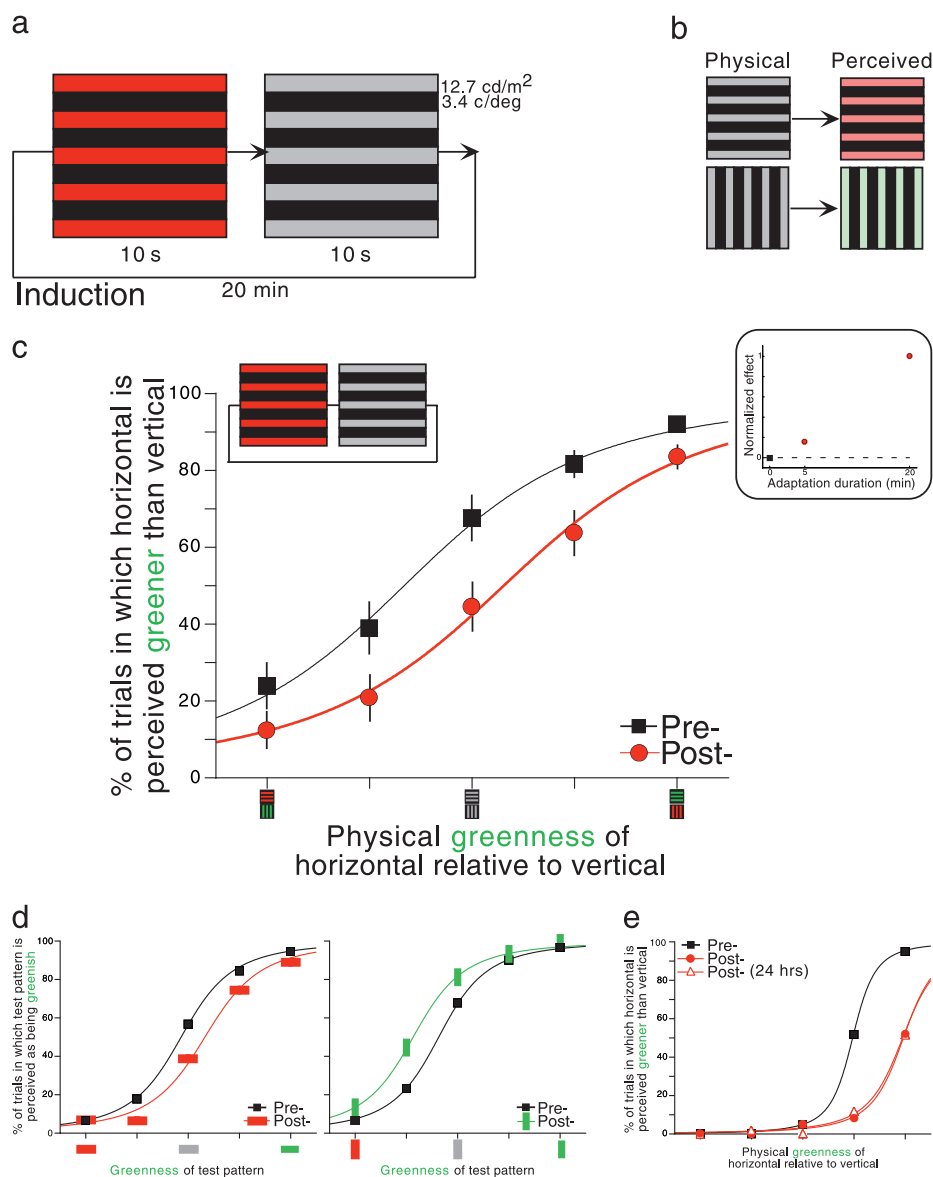 a
12.7 cd/m2
3.4 c/deg
10 s
10 s
Induction
20 min
b
Physical
Perceived
c
% of trials in which horizontal is
perceived greener than vertical
100
80
60
40
20
0
Pre-
Post-
Physical greenness of
horizontal relative to vertical
Normalized effect
1
0
0
5
20
Adaptation duration (min)
d
% of trials in which test pattern is
perceived as being greenish
100
80
60
40
20
0
Pre-
Post-
Greenness of test pattern
Pre-
Post-
Greenness of test pattern
e
% of trials in which horizontal is
perceived greener than vertical
100
80
60
40
20
0
Pre-
Post-
Post- (24 hrs)
Physical greenness of
horizontal relative to vertical